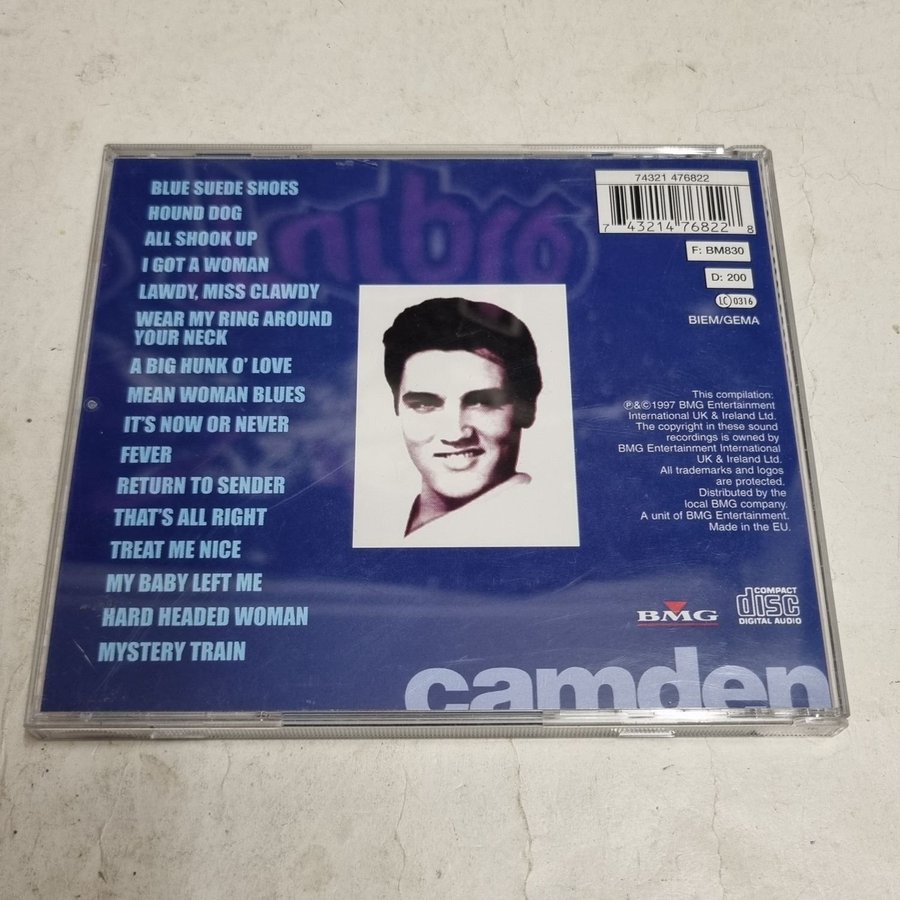 BLUE SUEDE SHOES
HOUND DOG
ALL SHOOK UP
I GOT A WOMAN
LAWDY, MISS CLAWDY
WEAR MY RING AROUND
YOUR NECK
A BIG HUNK O' LOVE
MEAN WOMAN BLUES
IT'S NOW OR NEVER
FEVER
RETURN TO SENDER
THAT'S ALL RIGHT
TREAT ME NICE
MY BABY LEFT ME
HARD HEADED WOMAN
MYSTERY TRAIN
74321 476822
7 43214 76822 8
F: BM830
D: 200
LC 0316
BIEM/GEMA
This compilation:
℗&©1997 BMG Entertainment
International UK & Ireland Ltd.
The copyright in these sound
recordings is owned by
BMG Entertainment International
UK & Ireland Ltd.
All trademarks and logos
are protected.
Distributed by the
local BMG company.
A unit of BMG Entertainment.
Made in the EU.
BMG
COMPACT
disc
DIGITAL AUDIO
camden